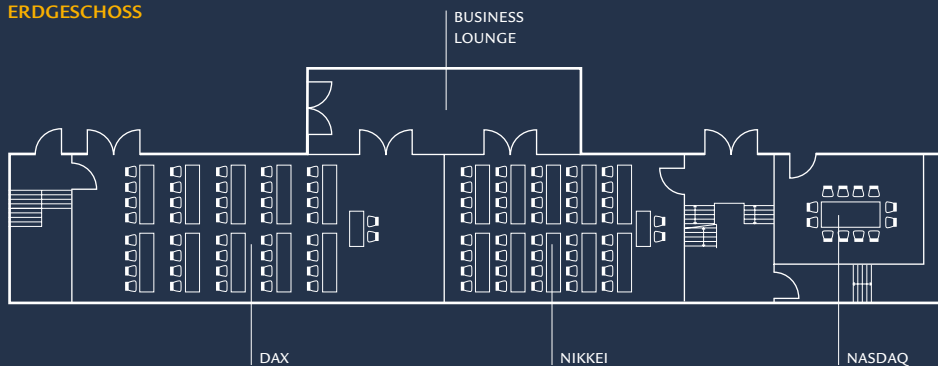 ERDGESCHOSS
BUSINESS
LOUNGE
DAX
NIKKEI
NASDAQ